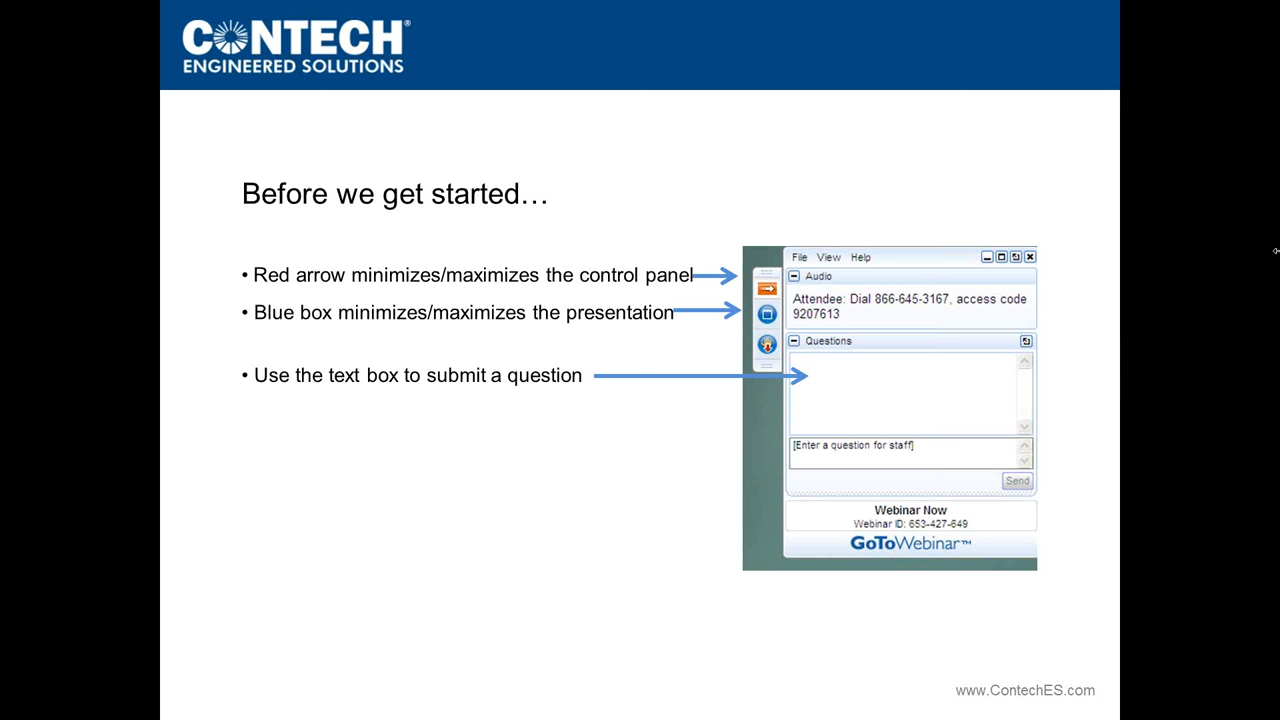 CONTECH®
ENGINEERED SOLUTIONS
Before we get started…
• Red arrow minimizes/maximizes the control panel
• Blue box minimizes/maximizes the presentation
• Use the text box to submit a question
File View Help
Audio
Attendee: Dial 866-645-3167, access code
9207613
Questions
[Enter a question for staff]
Send
Webinar Now
Webinar ID: 653-427-649
GoToWebinar™
www.ContechES.com